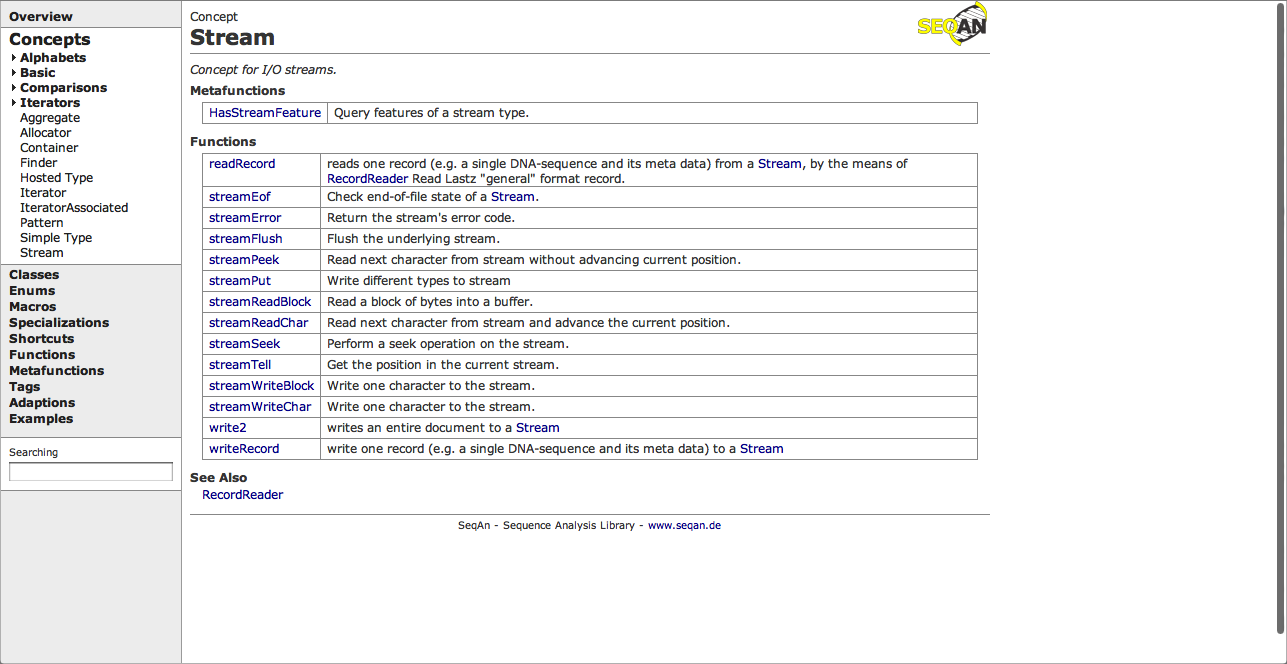 Overview
Concepts
Alphabets
Basic
Comparisons
Iterators
Aggregate
Allocator
Container
Finder
Hosted Type
Iterator
IteratorAssociated
Pattern
Simple Type
Stream
Classes
Enums
Macros
Specializations
Shortcuts
Functions
Metafunctions
Tags
Adaptions
Examples
Searching
Concept
Stream
SEQAN
Concept for I/O streams.
Metafunctions
HasStreamFeature Query features of a stream type.
Functions
readRecord reads one record (e.g. a single DNA-sequence and its meta data) from a Stream, by the means of
RecordReader Read Lastz "general" format record.
streamEof Check end-of-file state of a Stream.
streamError Return the stream's error code.
streamFlush Flush the underlying stream.
streamPeek Read next character from stream without advancing current position.
streamPut Write different types to stream
streamReadBlock Read a block of bytes into a buffer.
streamReadChar Read next character from stream and advance the current position.
streamSeek Perform a seek operation on the stream.
streamTell Get the position in the current stream.
streamWriteBlock Write one character to the stream.
streamWriteChar Write one character to the stream.
write2 writes an entire document to a Stream
writeRecord write one record (e.g. a single DNA-sequence and its meta data) to a Stream
See Also
RecordReader
SeqAn - Sequence Analysis Library - www.seqan.de